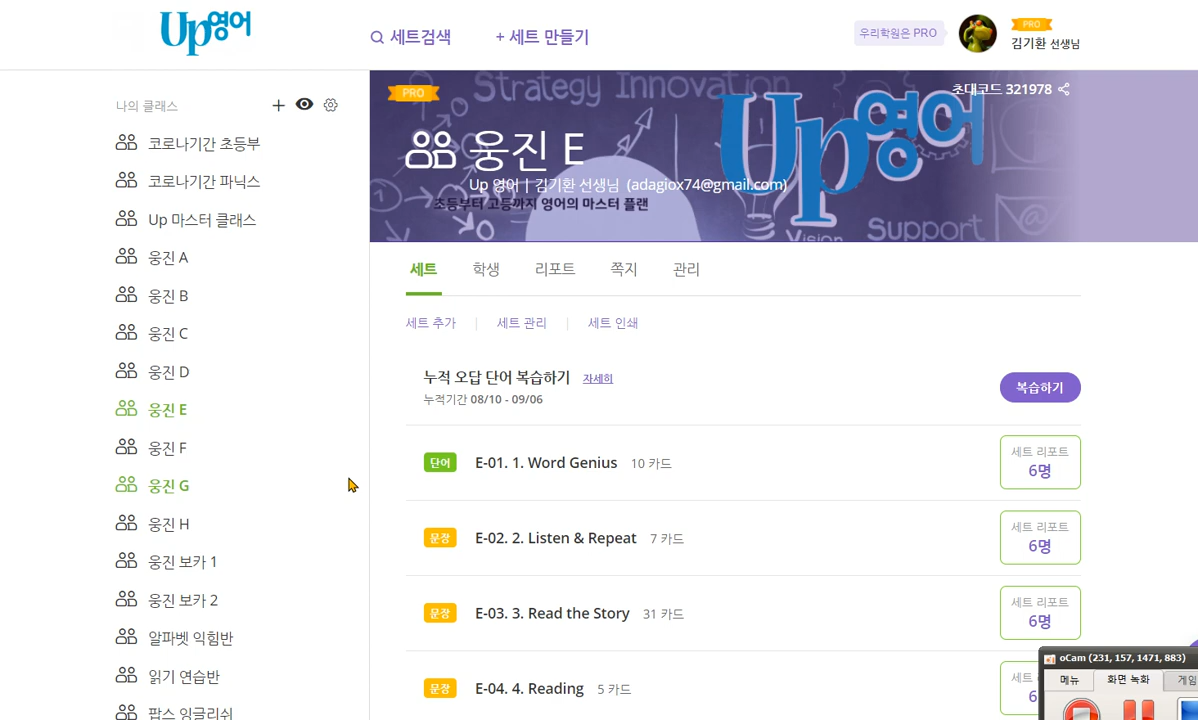 Up영어
세트검색
+ 세트 만들기
우리학원은 PRO
PRO
김기환 선생님
나의 클래스
코로나기간 초등부
코로나기간 파닉스
Up 마스터 클래스
웅진 A
웅진 B
웅진 C
웅진 D
웅진 E
웅진 F
웅진 G
웅진 H
웅진 보카 1
웅진 보카 2
알파벳 익힘반
읽기 연습반
팝스 잉글리쉬
PRO
Strategy Innovation
초대코드 321978
웅진 E
Up영어
Up 영어 | 김기환 선생님 (adagiox74@gmail.com)
초등부터 고등까지 영어의 마스터 플랜
Vision
Support
세트
학생
리포트
쪽지
관리
세트 추가 | 세트 관리 | 세트 인쇄
누적 오답 단어 복습하기 자세히
누적기간 08/10 - 09/06
복습하기
단어 E-01. 1. Word Genius 10 카드
세트 리포트
6명
문장 E-02. 2. Listen & Repeat 7 카드
세트 리포트
6명
문장 E-03. 3. Read the Story 31 카드
세트 리포트
6명
문장 E-04. 4. Reading 5 카드
세트
6
oCam (231, 157, 1471, 883)
메뉴
화면 녹화
게임